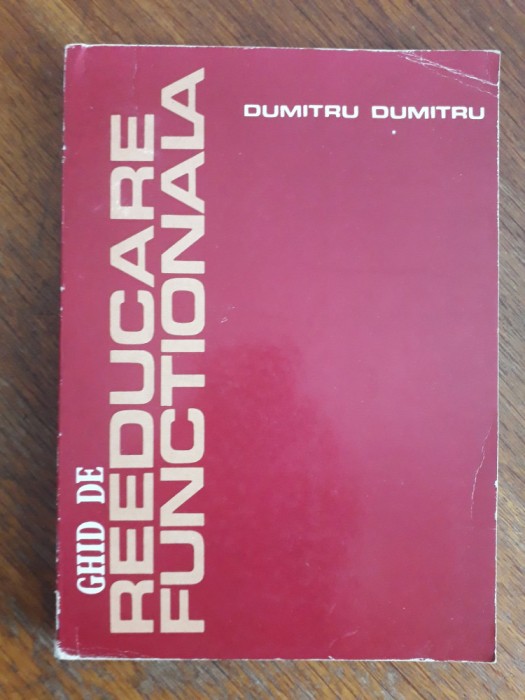 DUMITRU DUMITRU
GHID DE
REEDUCARE
FUNCTIONALA